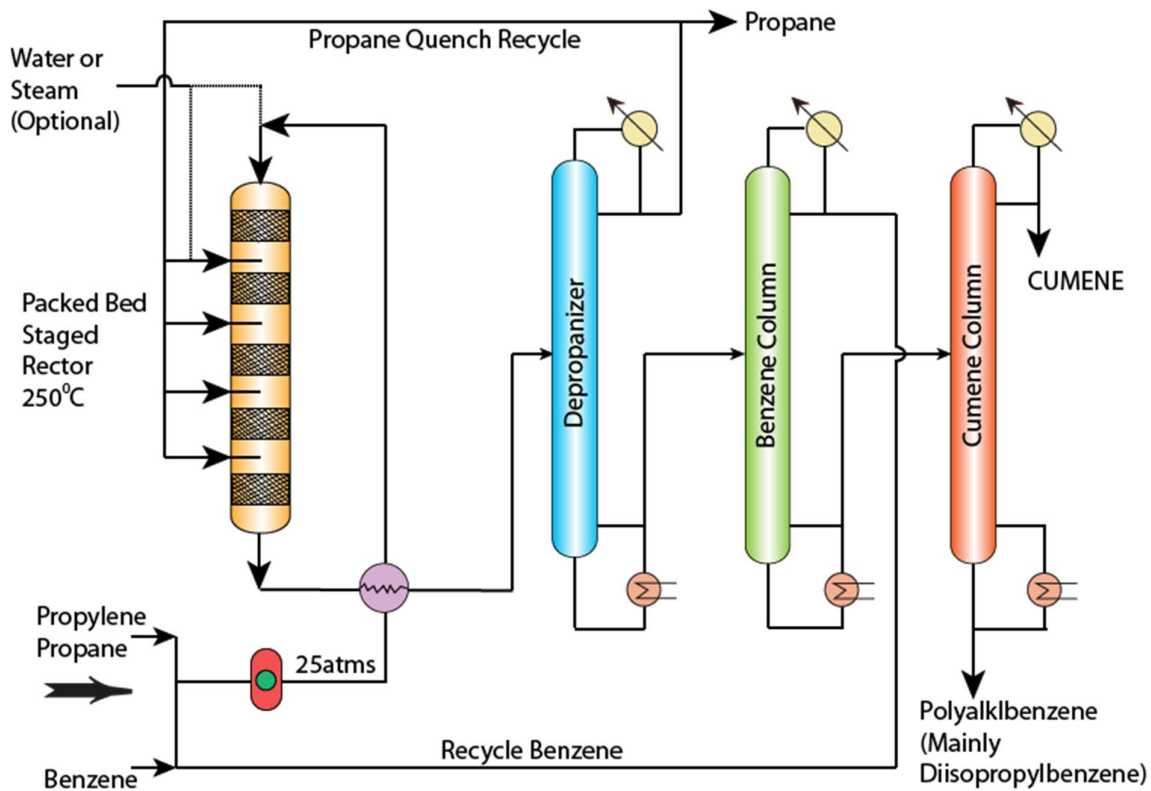 Propane
Propane Quench Recycle
Water or
Steam
(Optional)
Packed Bed
Staged
Rector
250⁰C
Depropanizer
Benzene Column
Cumene Column
CUMENE
Propylene
Propane
25atms
Benzene
Recycle Benzene
Polyalklbenzene
(Mainly
Diisopropylbenzene)